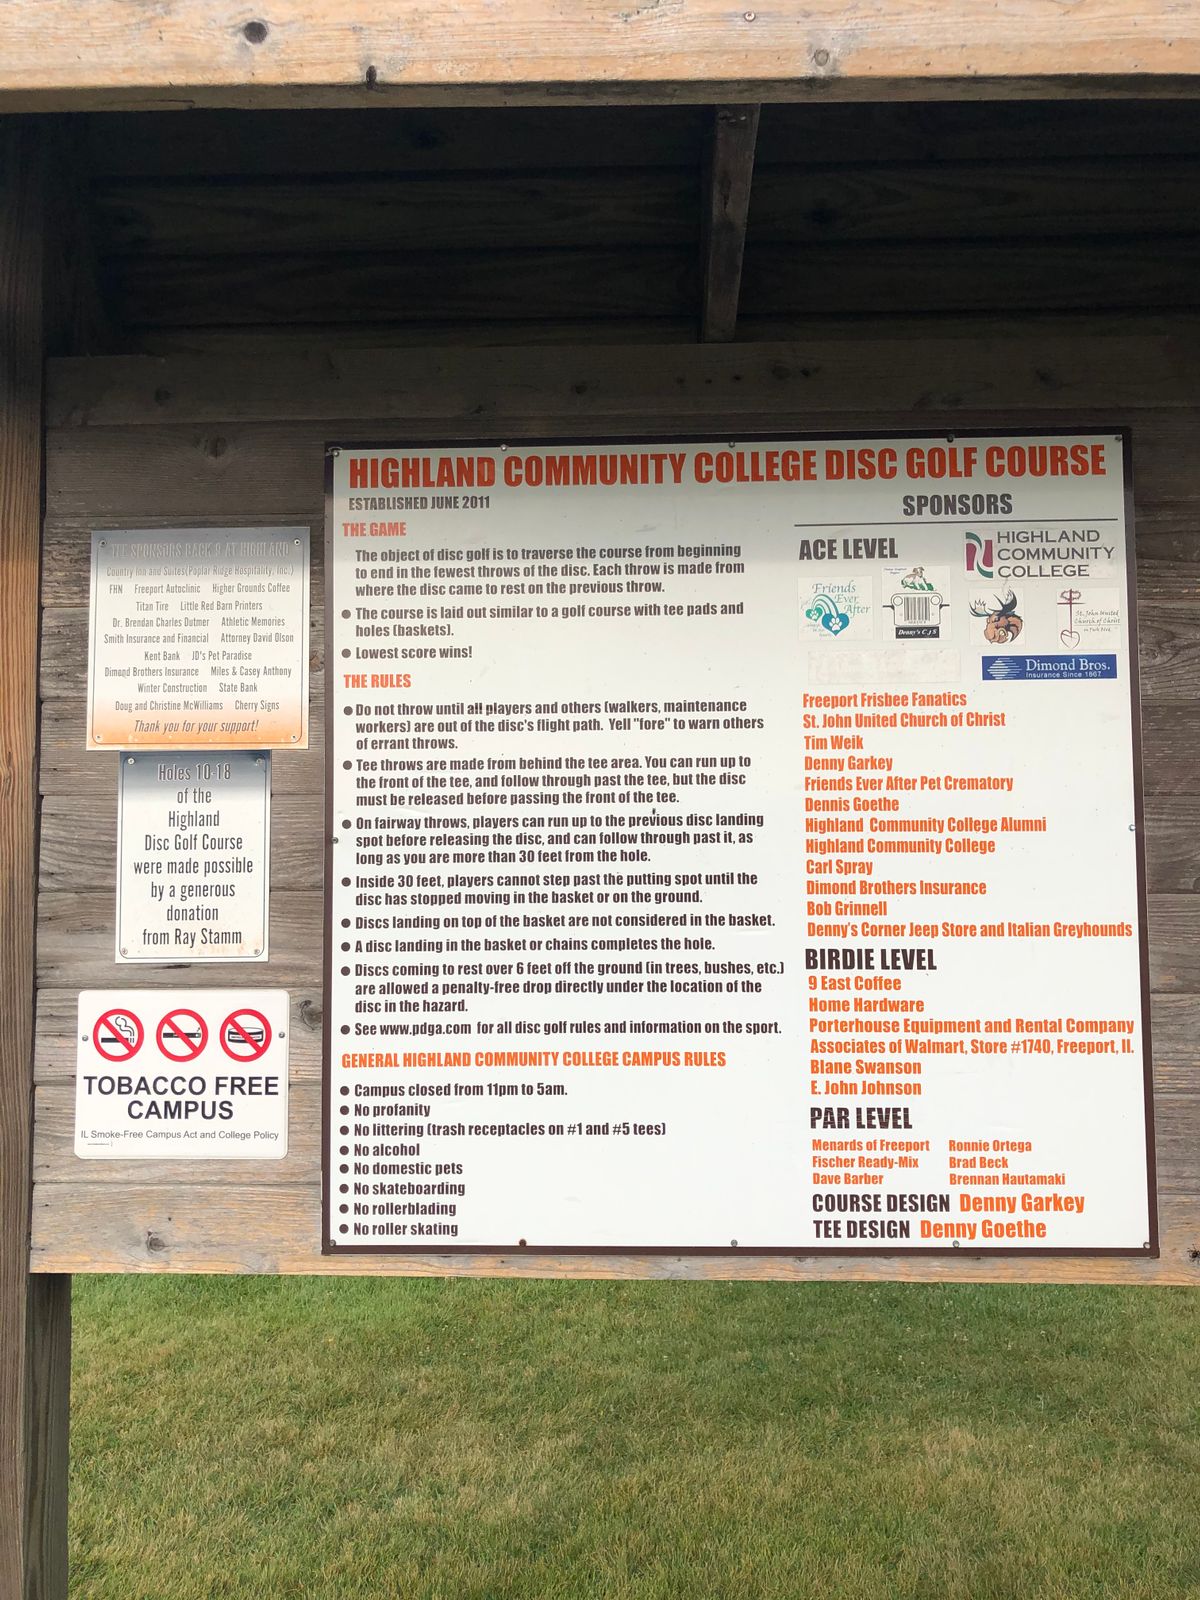 HIGHLAND COMMUNITY COLLEGE DISC GOLF COURSE
ESTABLISHED JUNE 2011
THE GAME
The object of disc golf is to traverse the course from beginning
to end in the fewest throws of the disc. Each throw is made from
where the disc came to rest on the previous throw.
● The course is laid out similar to a golf course with tee pads and
holes (baskets).
● Lowest score wins!
THE RULES
● Do not throw until all players and others (walkers, maintenance
workers) are out of the disc's flight path. Yell "fore" to warn others
of errant throws.
● Tee throws are made from behind the tee area. You can run up to
the front of the tee, and follow through past the tee, but the disc
must be released before passing the front of the tee.
● On fairway throws, players can run up to the previous disc landing
spot before releasing the disc, and can follow through past it, as
long as you are more than 30 feet from the hole.
● Inside 30 feet, players cannot step past the putting spot until the
disc has stopped moving in the basket or on the ground.
● Discs landing on top of the basket are not considered in the basket.
● A disc landing in the basket or chains completes the hole.
● Discs coming to rest over 6 feet off the ground (in trees, bushes, etc.)
are allowed a penalty-free drop directly under the location of the
disc in the hazard.
● See www.pdga.com for all disc golf rules and information on the sport.
GENERAL HIGHLAND COMMUNITY COLLEGE CAMPUS RULES
● Campus closed from 11pm to 5am.
● No profanity
● No littering (trash receptacles on #1 and #5 tees)
● No alcohol
● No domestic pets
● No skateboarding
● No rollerblading
● No roller skating
SPONSORS
ACE LEVEL
HIGHLAND
COMMUNITY
COLLEGE
Friends
Ever
After
Denny's CJS
St. John United
Church of Christ
Dimond Bros.
Insurance Since 1867
Freeport Frisbee Fanatics
St. John United Church of Christ
Tim Weik
Denny Garkey
Friends Ever After Pet Crematory
Dennis Goethe
Highland Community College Alumni
Highland Community College
Carl Spray
Dimond Brothers Insurance
Bob Grinnell
Denny's Corner Jeep Store and Italian Greyhounds
BIRDIE LEVEL
9 East Coffee
Home Hardware
Porterhouse Equipment and Rental Company
Associates of Walmart, Store #1740, Freeport, Il.
Blane Swanson
E. John Johnson
PAR LEVEL
Menards of Freeport Ronnie Ortega
Fischer Ready-Mix Brad Beck
Dave Barber Brennan Hautamaki
COURSE DESIGN Denny Garkey
TEE DESIGN Denny Goethe
SPONSORS BACK 9 AT HIGHLAND
Country Inn and Suites(Poplar Ridge Hospitality, Inc.)
FHN Freeport Autoclinic Higher Grounds Coffee
Titan Tire Little Red Barn Printers
Dr. Brendan Charles Dutmer Athletic Memories
Smith Insurance and Financial Attorney David Olson
Kent Bank JD's Pet Paradise
Dimond Brothers Insurance Miles & Casey Anthony
Winter Construction State Bank
Doug and Christine McWilliams Cherry Signs
Thank you for your support!
Holes 10-18
of the
Highland
Disc Golf Course
were made possible
by a generous
donation
from Ray Stamm
TOBACCO FREE
CAMPUS
IL Smoke-Free Campus Act and College Policy